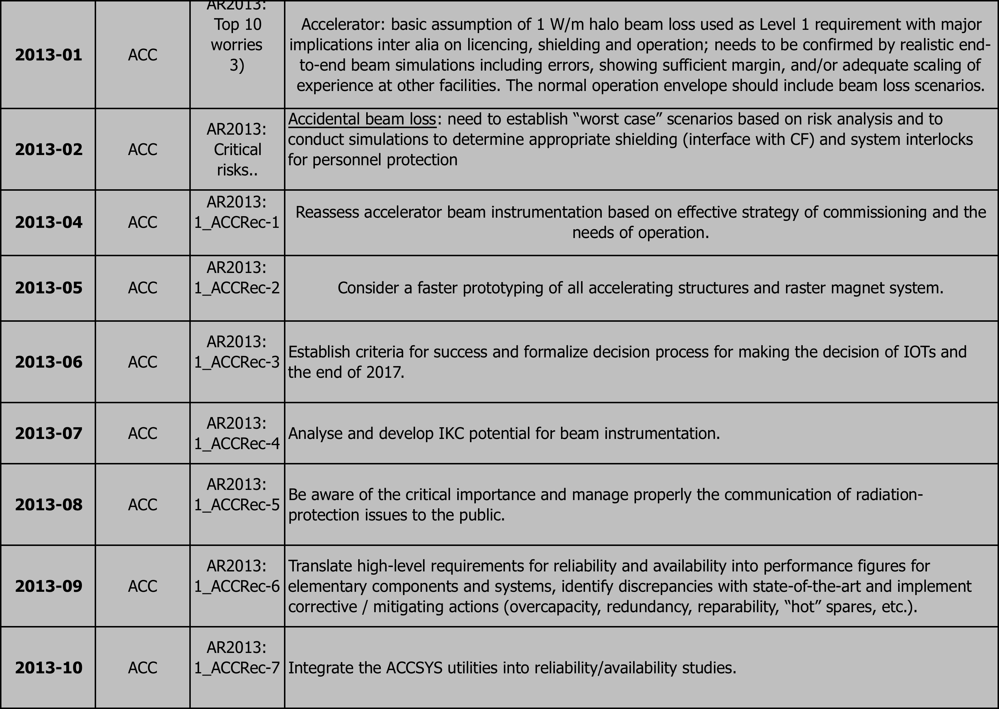 2013-01
ACC
AR2013:
Top 10
worries
3)
Accelerator: basic assumption of 1 W/m halo beam loss used as Level 1 requirement with major
implications inter alia on licencing, shielding and operation; needs to be confirmed by realistic end-
to-end beam simulations including errors, showing sufficient margin, and/or adequate scaling of
experience at other facilities. The normal operation envelope should include beam loss scenarios.
2013-02
ACC
AR2013:
Critical
risks..
Accidental beam loss: need to establish “worst case” scenarios based on risk analysis and to
conduct simulations to determine appropriate shielding (interface with CF) and system interlocks
for personnel protection
2013-04
ACC
AR2013:
1_ACCRec-1
Reassess accelerator beam instrumentation based on effective strategy of commissioning and the
needs of operation.
2013-05
ACC
AR2013:
1_ACCRec-2
Consider a faster prototyping of all accelerating structures and raster magnet system.
2013-06
ACC
AR2013:
1_ACCRec-3
Establish criteria for success and formalize decision process for making the decision of IOTs and
the end of 2017.
2013-07
ACC
AR2013:
1_ACCRec-4
Analyse and develop IKC potential for beam instrumentation.
2013-08
ACC
AR2013:
1_ACCRec-5
Be aware of the critical importance and manage properly the communication of radiation-
protection issues to the public.
2013-09
ACC
AR2013:
1_ACCRec-6
Translate high-level requirements for reliability and availability into performance figures for
elementary components and systems, identify discrepancies with state-of-the-art and implement
corrective / mitigating actions (overcapacity, redundancy, reparability, “hot” spares, etc.).
2013-10
ACC
AR2013:
1_ACCRec-7
Integrate the ACCSYS utilities into reliability/availability studies.